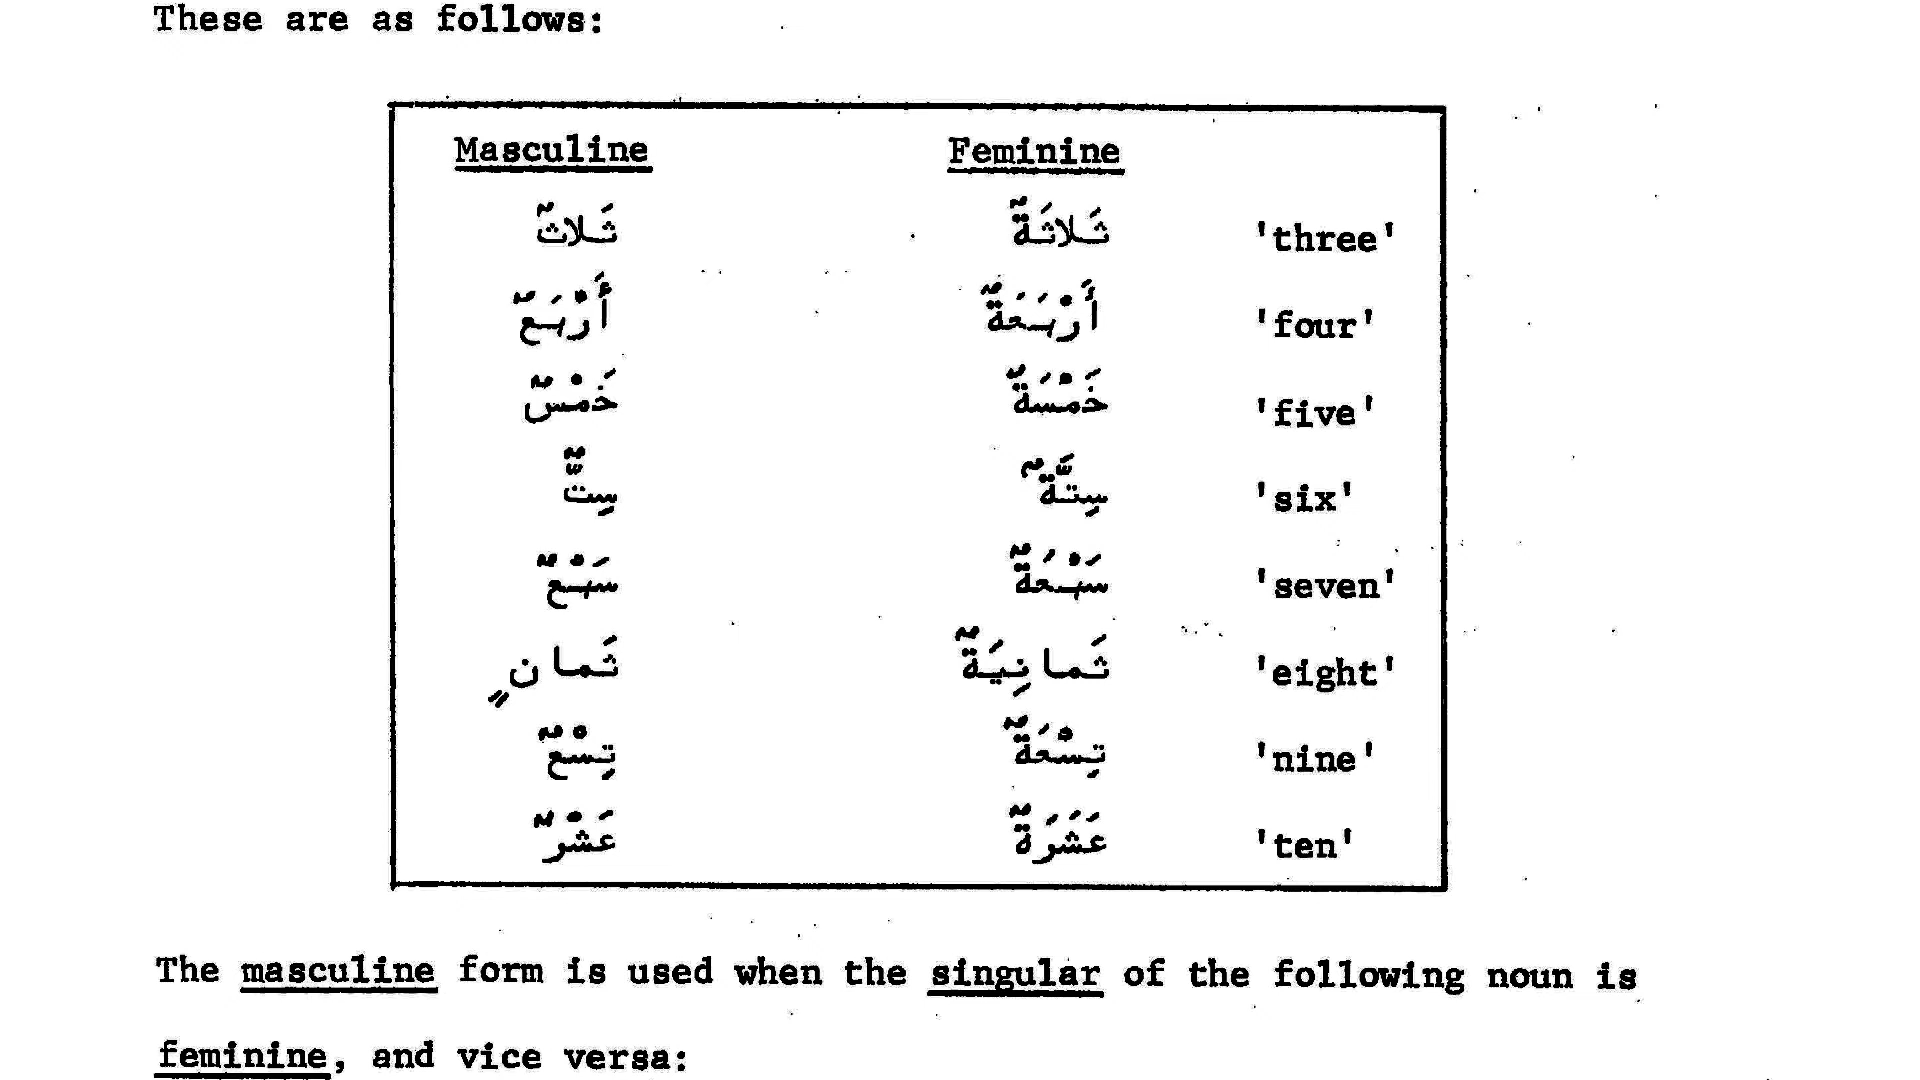 These are as follows:
Masculine Feminine
ثَلاثٌ ثَلاثَةٌ 'three'
أَرْبَعٌ أَرْبَعَةٌ 'four'
خَمْسٌ خَمْسَةٌ 'five'
سِتٌّ سِتَّةٌ 'six'
سَبْعٌ سَبْعَةٌ 'seven'
ثَمانٍ ثَمانِيَةٌ 'eight'
تِسْعٌ تِسْعَةٌ 'nine'
عَشْرٌ عَشَرَةٌ 'ten'
The masculine form is used when the singular of the following noun is
feminine, and vice versa: